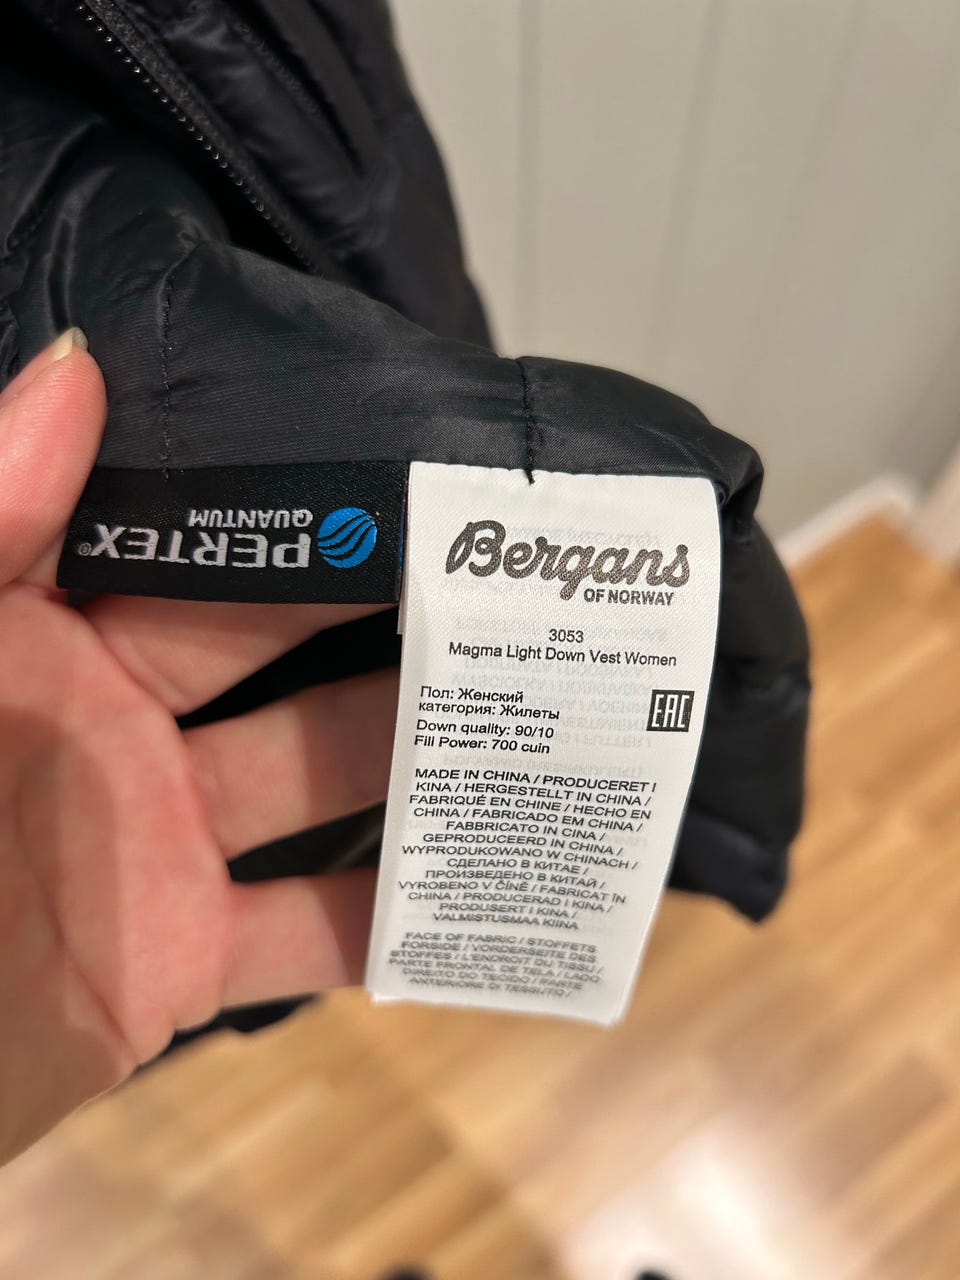 PERTEX®
QUANTUM
Bergans
OF NORWAY
3053
Magma Light Down Vest Women
Пол: Женский
категория: Жилеты
EAC
Down quality: 90/10
Fill Power: 700 cuin
MADE IN CHINA / PRODUCERET I
KINA / HERGESTELLT IN CHINA /
FABRIQUÉ EN CHINE / HECHO EN
CHINA / FABRICADO EM CHINA /
FABBRICATO IN CINA /
GEPRODUCEERD IN CHINA /
WYPRODUKOWANO W CHINACH /
СДЕЛАНО В КИТАЕ /
ПРОИЗВЕДЕНО В КИТАЙ /
VYROBENO V ČÍNĚ / FABRICAT ÎN
CHINA / PRODUCERAD I KINA /
PRODUSERT I KINA /
VALMISTUSMAA KIINA
FACE OF FABRIC / STOFFETS
FORSIDE / VORDERSEITE DES
STOFFES / L'ENDROIT DU TISSU /
PARTE FRONTAL DE TELA / LADO
DIREITO DO TECIDO / PARTE
ANTERIORE DI TESSUTO /